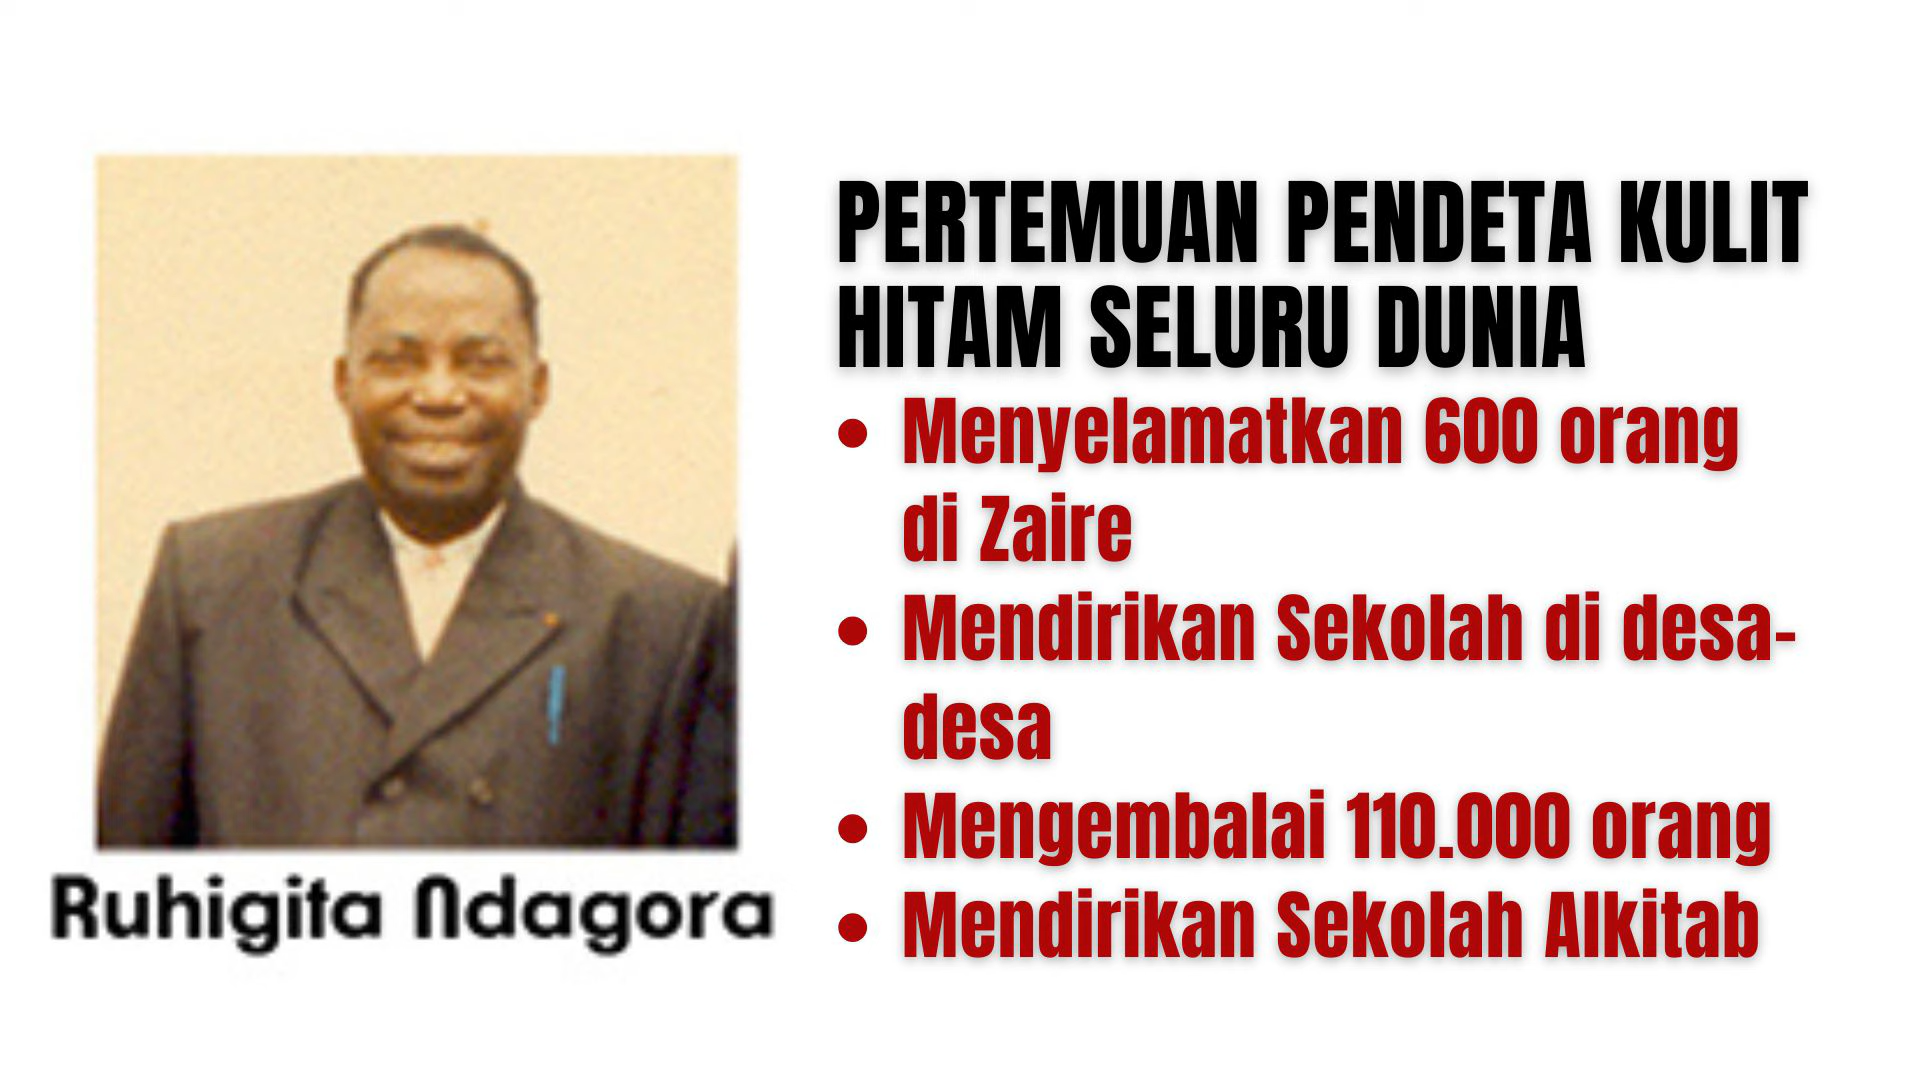 PERTEMUAN PENDETA KULIT
HITAM SELURU DUNIA
• Menyelamatkan 600 orang
di Zaire
• Mendirikan Sekolah di desa-
desa
• Mengembalai 110.000 orang
• Mendirikan Sekolah Alkitab
Ruhigita Ndagora